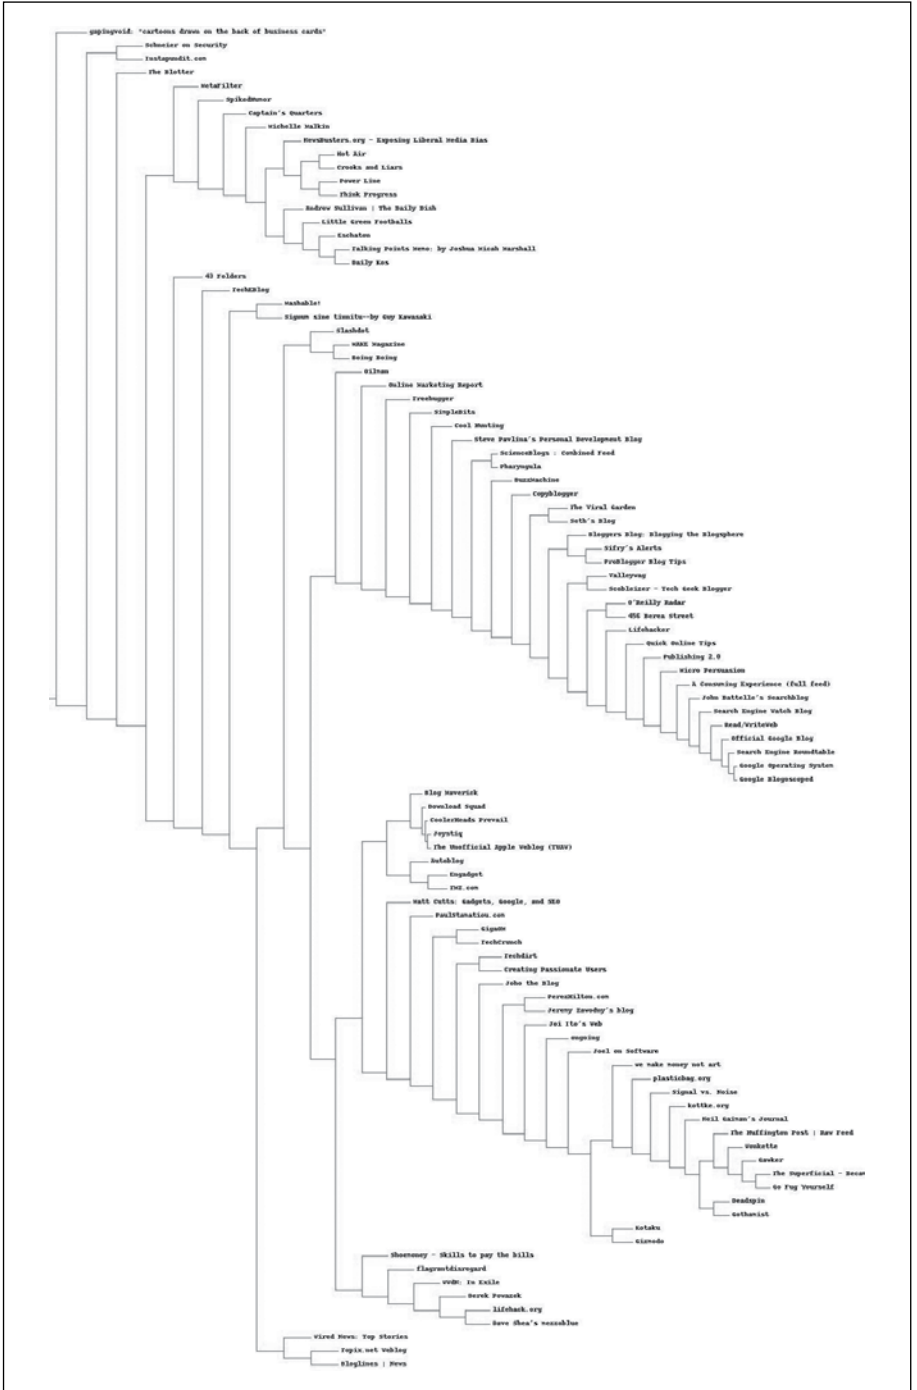 gapingvoid: "cartoons drawn on the back of business cards"
Schneier on Security
Instapundit.com
The Blotter
MetaFilter
SpikedHumor
Captain's Quarters
Michelle Malkin
NewsBusters.org - Exposing Liberal Media Bias
Hot Air
Crooks and Liars
Power Line
Think Progress
Andrew Sullivan | The Daily Dish
Little Green Footballs
Eschaton
Talking Points Memo: by Joshua Micah Marshall
Daily Kos
43 Folders
TechEBlog
Mashable!
Signum sine tinnitu--by Guy Kawasaki
Slashdot
MAKE Magazine
Boing Boing
Oilman
Online Marketing Report
Treehugger
SimpleBits
Cool Hunting
Steve Pavlina's Personal Development Blog
ScienceBlogs : Combined Feed
Pharyngula
BuzzMachine
Copyblogger
The Viral Garden
Seth's Blog
Bloggers Blog: Blogging the Blogsphere
Sifry's Alerts
ProBlogger Blog Tips
Valleywag
Scobleizer - Tech Geek Blogger
O'Reilly Radar
456 Berea Street
Lifehacker
Quick Online Tips
Publishing 2.0
Micro Persuasion
A Consuming Experience (full feed)
John Battelle's Searchblog
Search Engine Watch Blog
Read/WriteWeb
Official Google Blog
Search Engine Roundtable
Google Operating System
Google Blogoscoped
Blog Maverick
Download Squad
CoolerHeads Prevail
Joystiq
The Unofficial Apple Weblog (TUAW)
Autoblog
Engadget
TMZ.com
Matt Cutts: Gadgets, Google, and SEO
PaulStamatiou.com
GigaOM
TechCrunch
Techdirt
Creating Passionate Users
Joho the Blog
PerezHilton.com
Jeremy Zawodny's blog
Joi Ito's Web
ongoing
Joel on Software
we make money not art
plasticbag.org
Signal vs. Noise
kottke.org
Neil Gaiman's Journal
The Huffington Post | Raw Feed
Wonkette
Gawker
The Superficial - Becau
Go Fug Yourself
Deadspin
Gothamist
Kotaku
Gizmodo
Shoemoney - Skills to pay the bills
flagrantdisregard
WWdN: In Exile
Derek Powazek
lifehack.org
Dave Shea's mezzoblue
Wired News: Top Stories
Topix.net Weblog
Bloglines | News